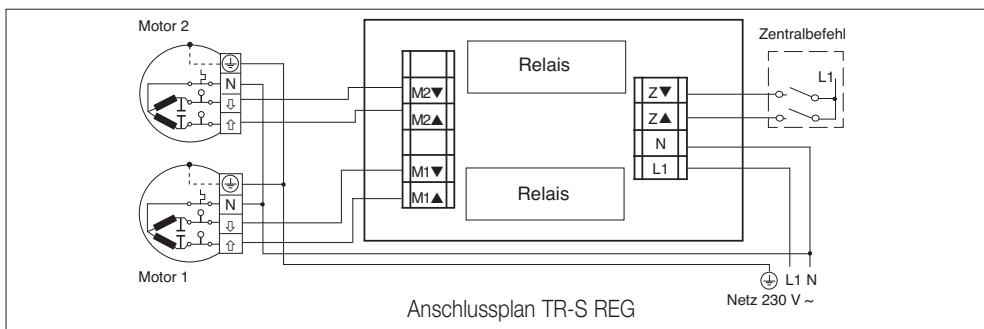 Motor 2
N
⇩
⇧
Motor 1
N
⇩
⇧
Relais
M2▼
M2▲
M1▼
M1▲
Relais
Z▼
Z▲
N
L1
Zentralbefehl
L1
L1 N
Netz 230 V ~
Anschlussplan TR-S REG